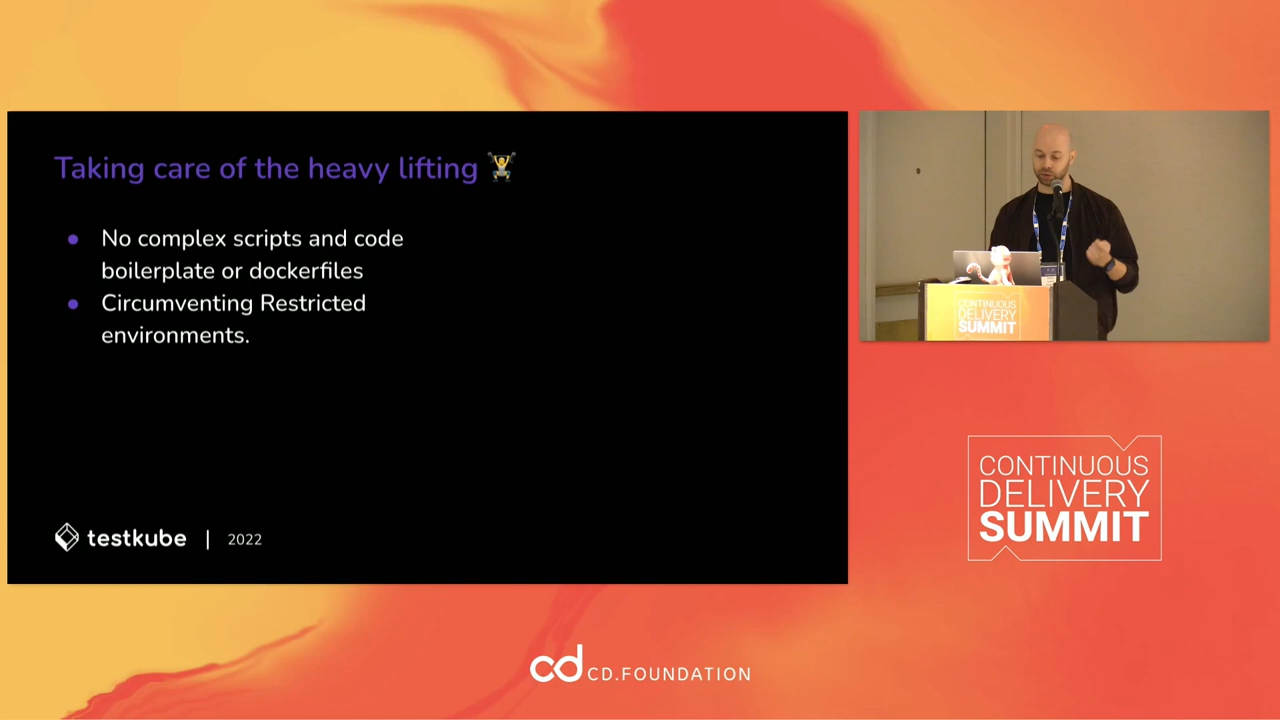 Taking care of the heavy lifting 🏋️
No complex scripts and code
boilerplate or dockerfiles
Circumventing Restricted
environments.
testkube | 2022
CONTINUOUS
DELIVERY
SUMMIT
CONTINUOUS
DELIVERY
SUMMIT
cd CD.FOUNDATION